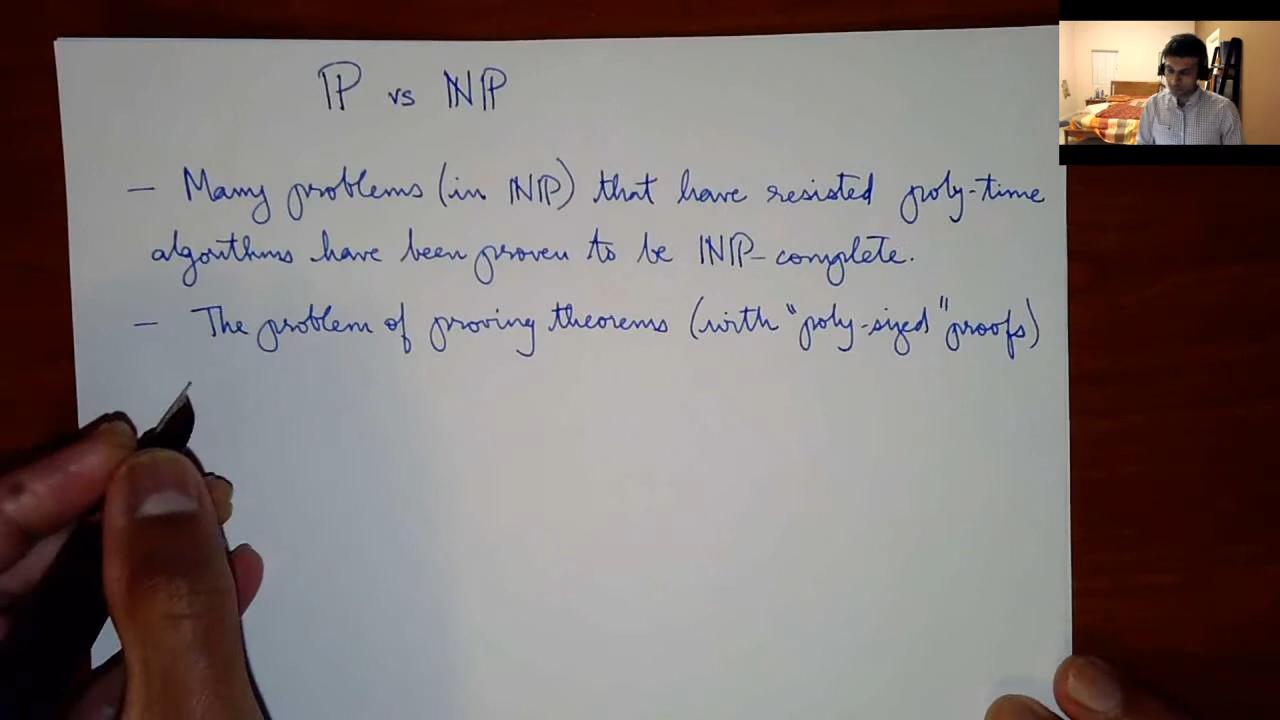 P vs NP
- Many problems (in NP) that have resisted poly-time
algorithms have been proven to be NP-complete.
- The problem of proving theorems (with "poly-sized" proofs)